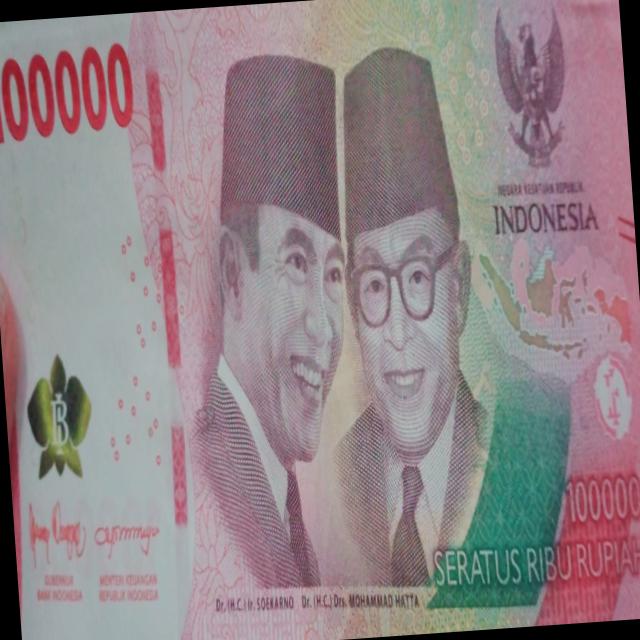 100000
NEGARA KESATUAN REPUBLIK
INDONESIA
BI
100000
SERATUS RIBU RUPIAH
GUBERNUR
BANK INDONESIA
MENTERI KEUANGAN
REPUBLIK INDONESIA
Dr. (H.C.) Ir. SOEKARNO
Dr. (H.C.) Drs. MOHAMMAD HATTA